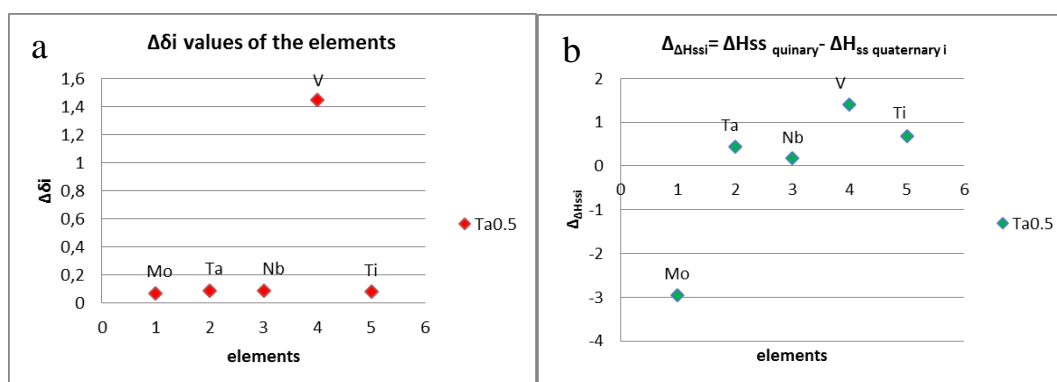 a
Δδi values of the elements
1,6
1,4
1,2
1
0,8
0,6
0,4
0,2
0
Δδi
V
Mo
Ta
Nb
Ti
0 1 2 3 4 5 6
elements
Ta0.5
b
ΔΔHssi= ΔHss quinary- ΔHss quaternary i
2
1
0
-1
-2
-3
-4
ΔΔHssi
V
Ta
Nb
Ti
Mo
0 1 2 3 4 5 6
elements
Ta0.5